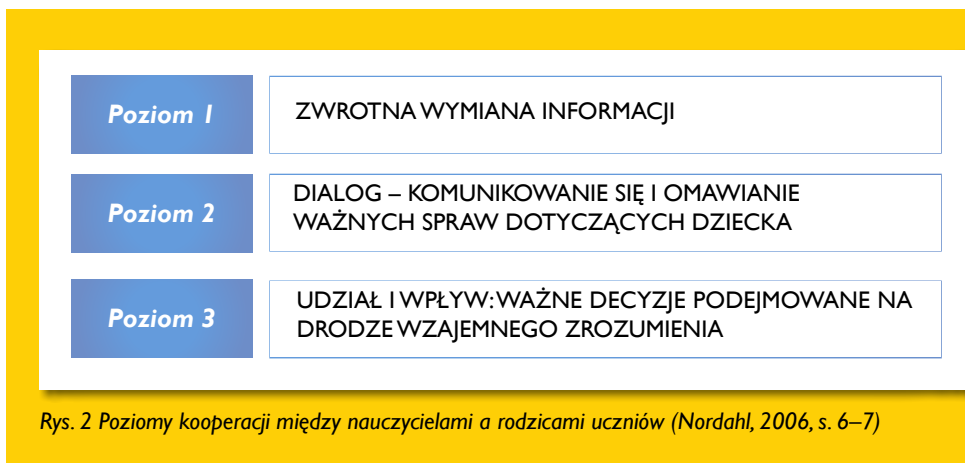 Poziom 1
ZWROTNA WYMIANA INFORMACJI
Poziom 2
DIALOG – KOMUNIKOWANIE SIĘ I OMAWIANIE
WAŻNYCH SPRAW DOTYCZĄCYCH DZIECKA
Poziom 3
UDZIAŁ I WPŁYW: WAŻNE DECYZJE PODEJMOWANE NA
DRODZE WZAJEMNEGO ZROZUMIENIA
Rys. 2 Poziomy kooperacji między nauczycielami a rodzicami uczniów (Nordahl, 2006, s. 6–7)